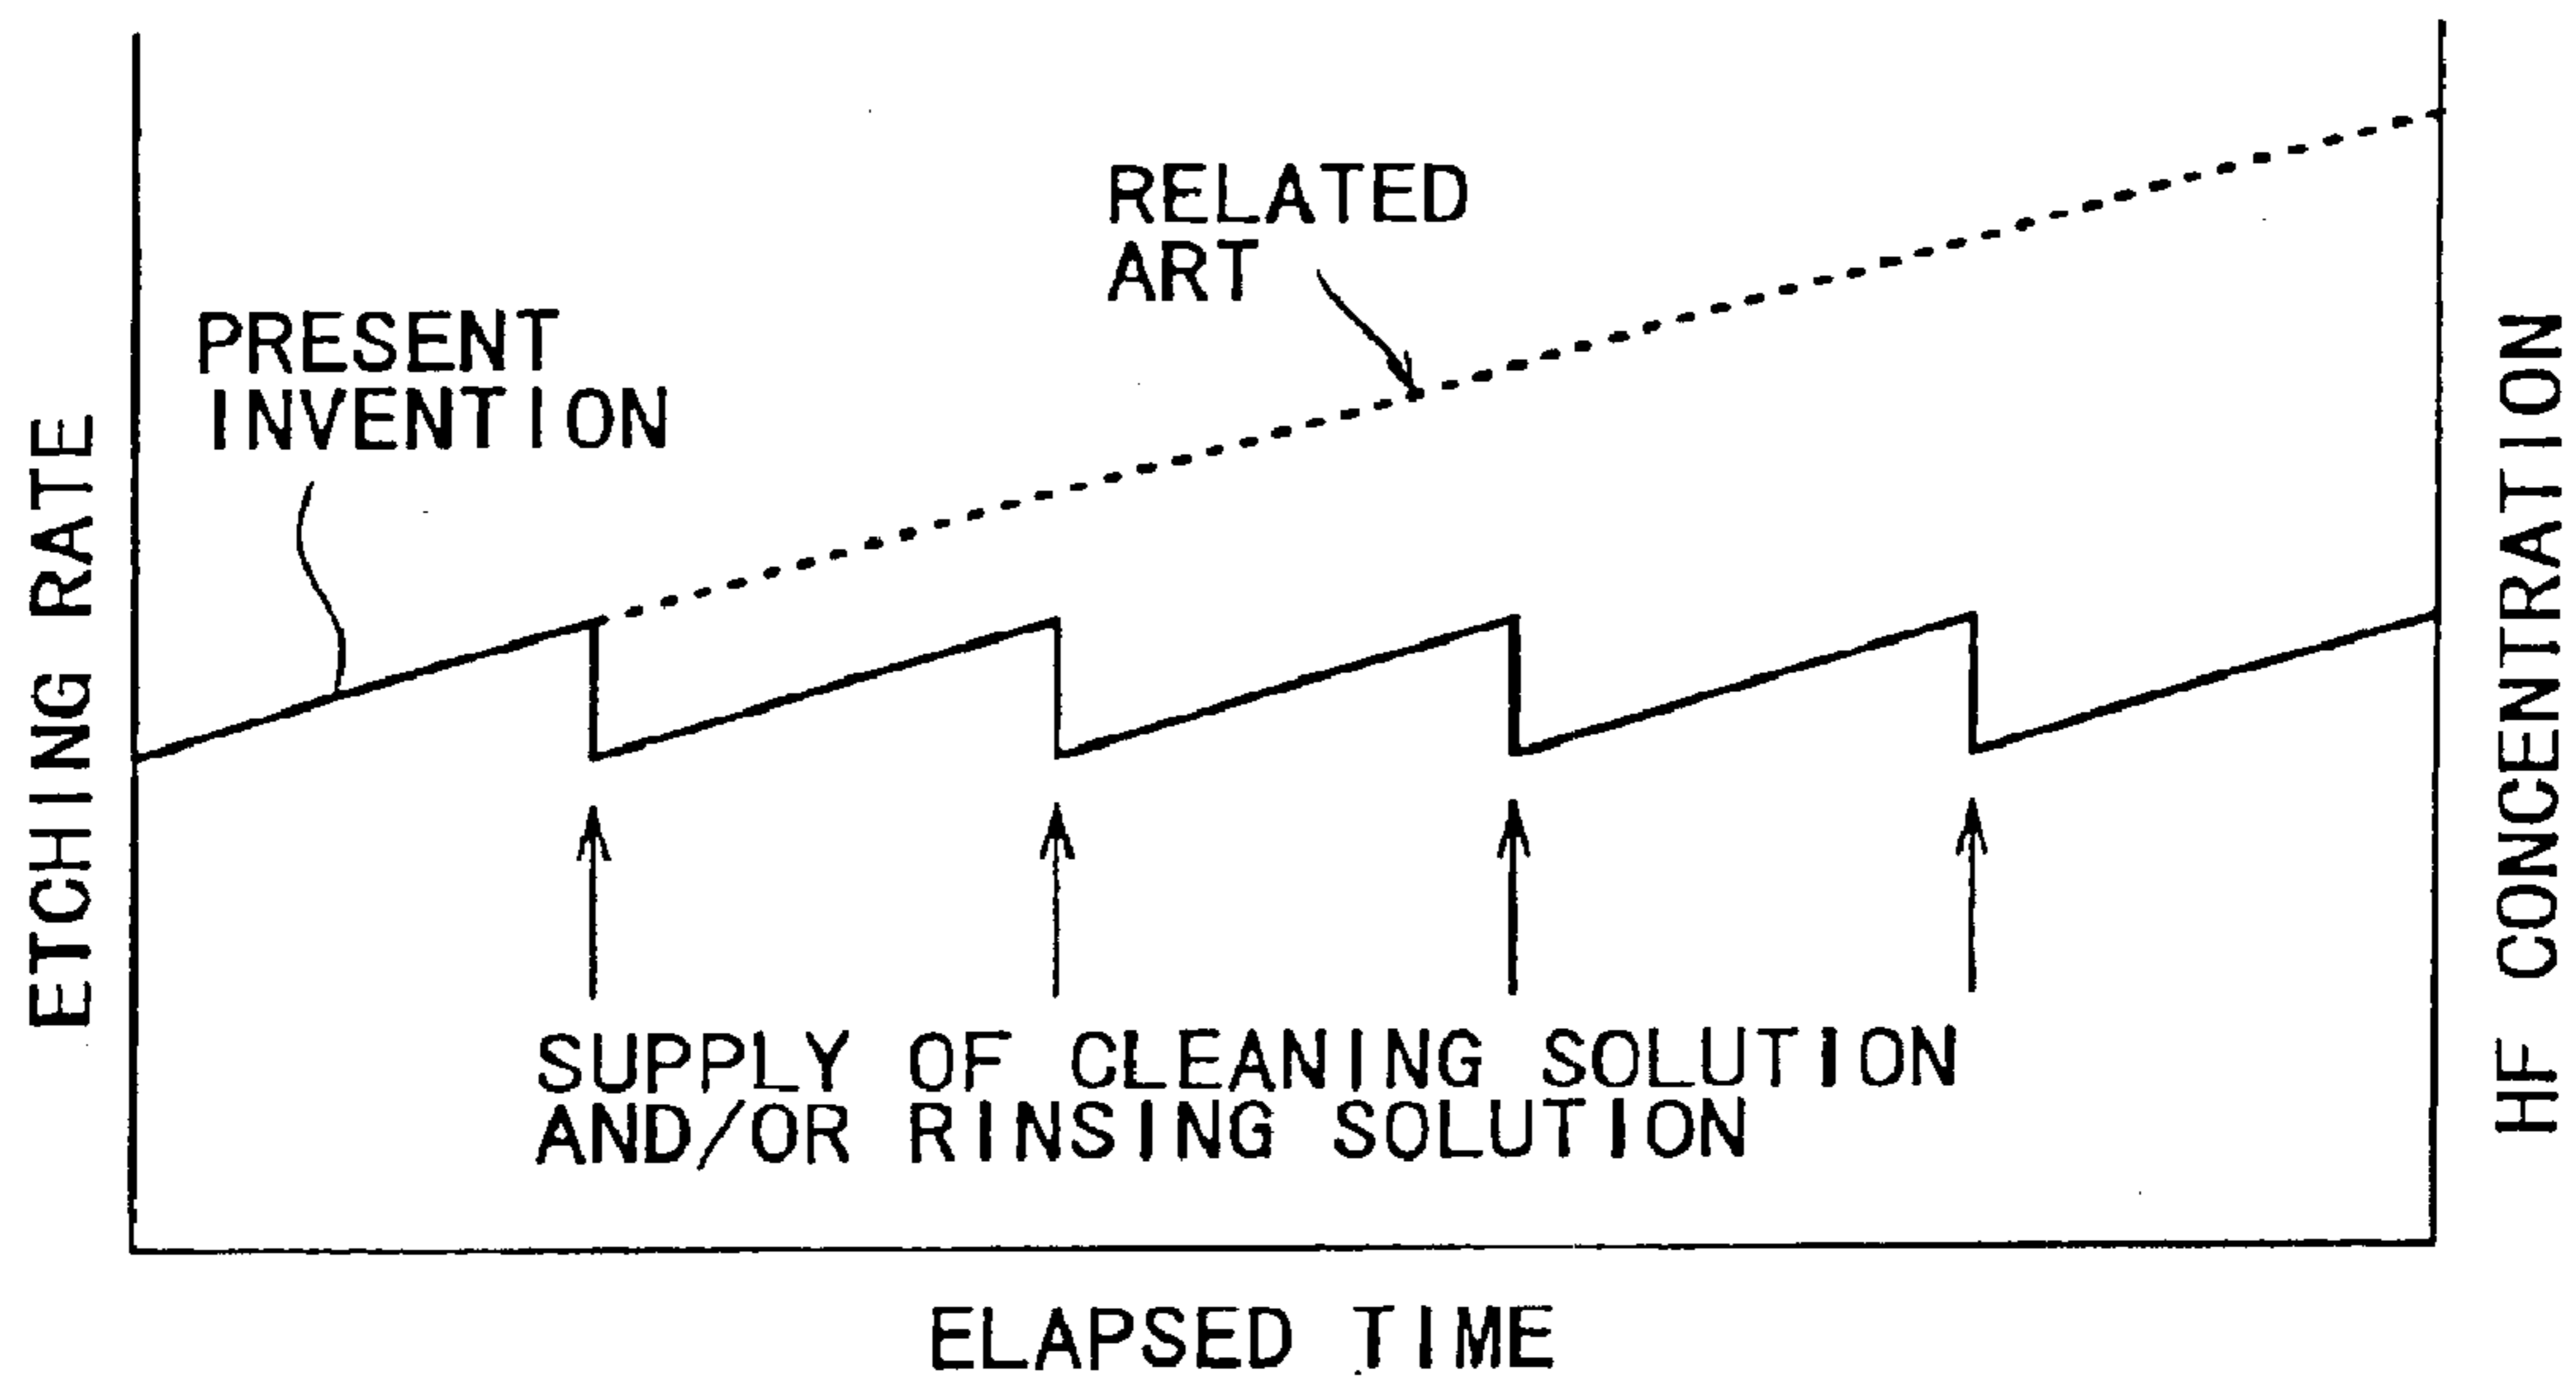 RELATED
ART
PRESENT
INVENTION
ETCHING RATE
HF CONCENTRATION
SUPPLY OF CLEANING SOLUTION
AND/OR RINSING SOLUTION
ELAPSED TIME